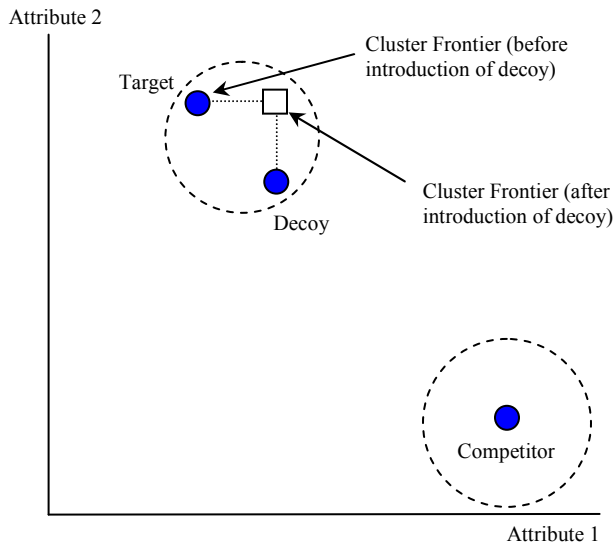 Attribute 2
Cluster Frontier (before
introduction of decoy)
Target
Cluster Frontier (after
introduction of decoy)
Decoy
Competitor
Attribute 1